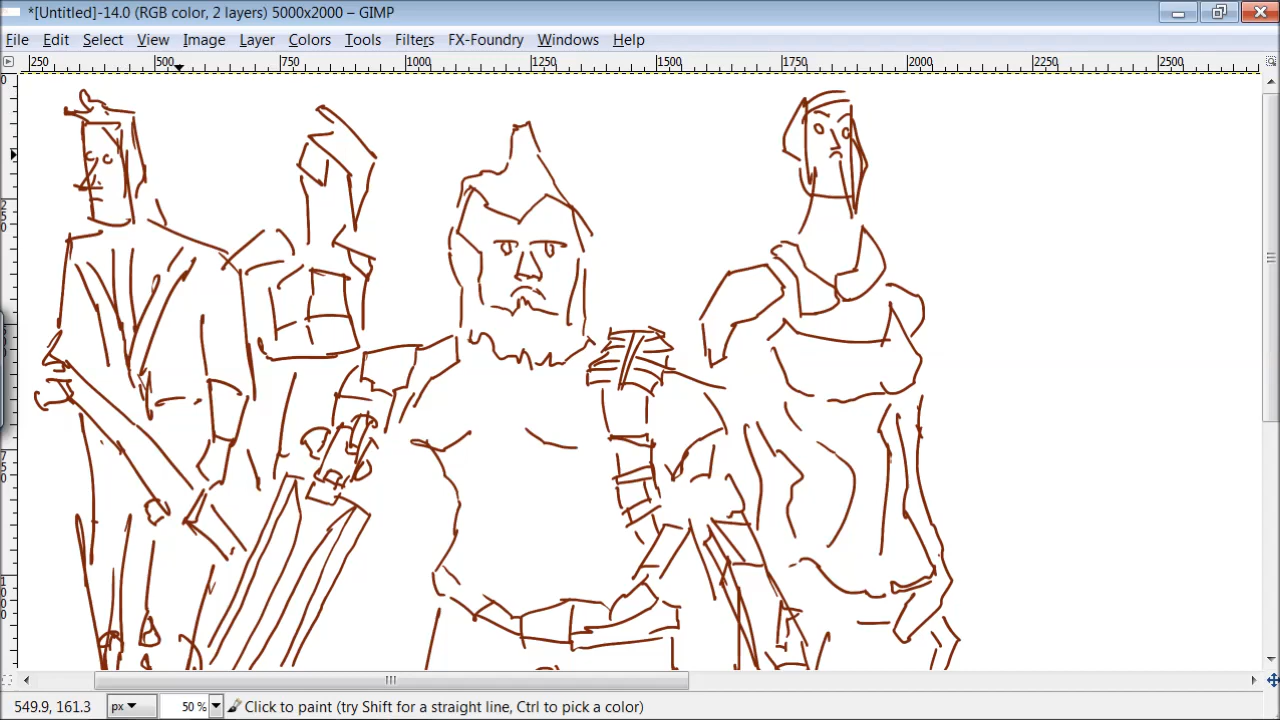 *[Untitled]-14.0 (RGB color, 2 layers) 5000x2000 – GIMP
File Edit Select View Image Layer Colors Tools Filters FX-Foundry Windows Help
250 500 750 1000 1250 1500 1750 2000 2250 2500
549.9, 161.3 px 50 % Click to paint (try Shift for a straight line, Ctrl to pick a color)